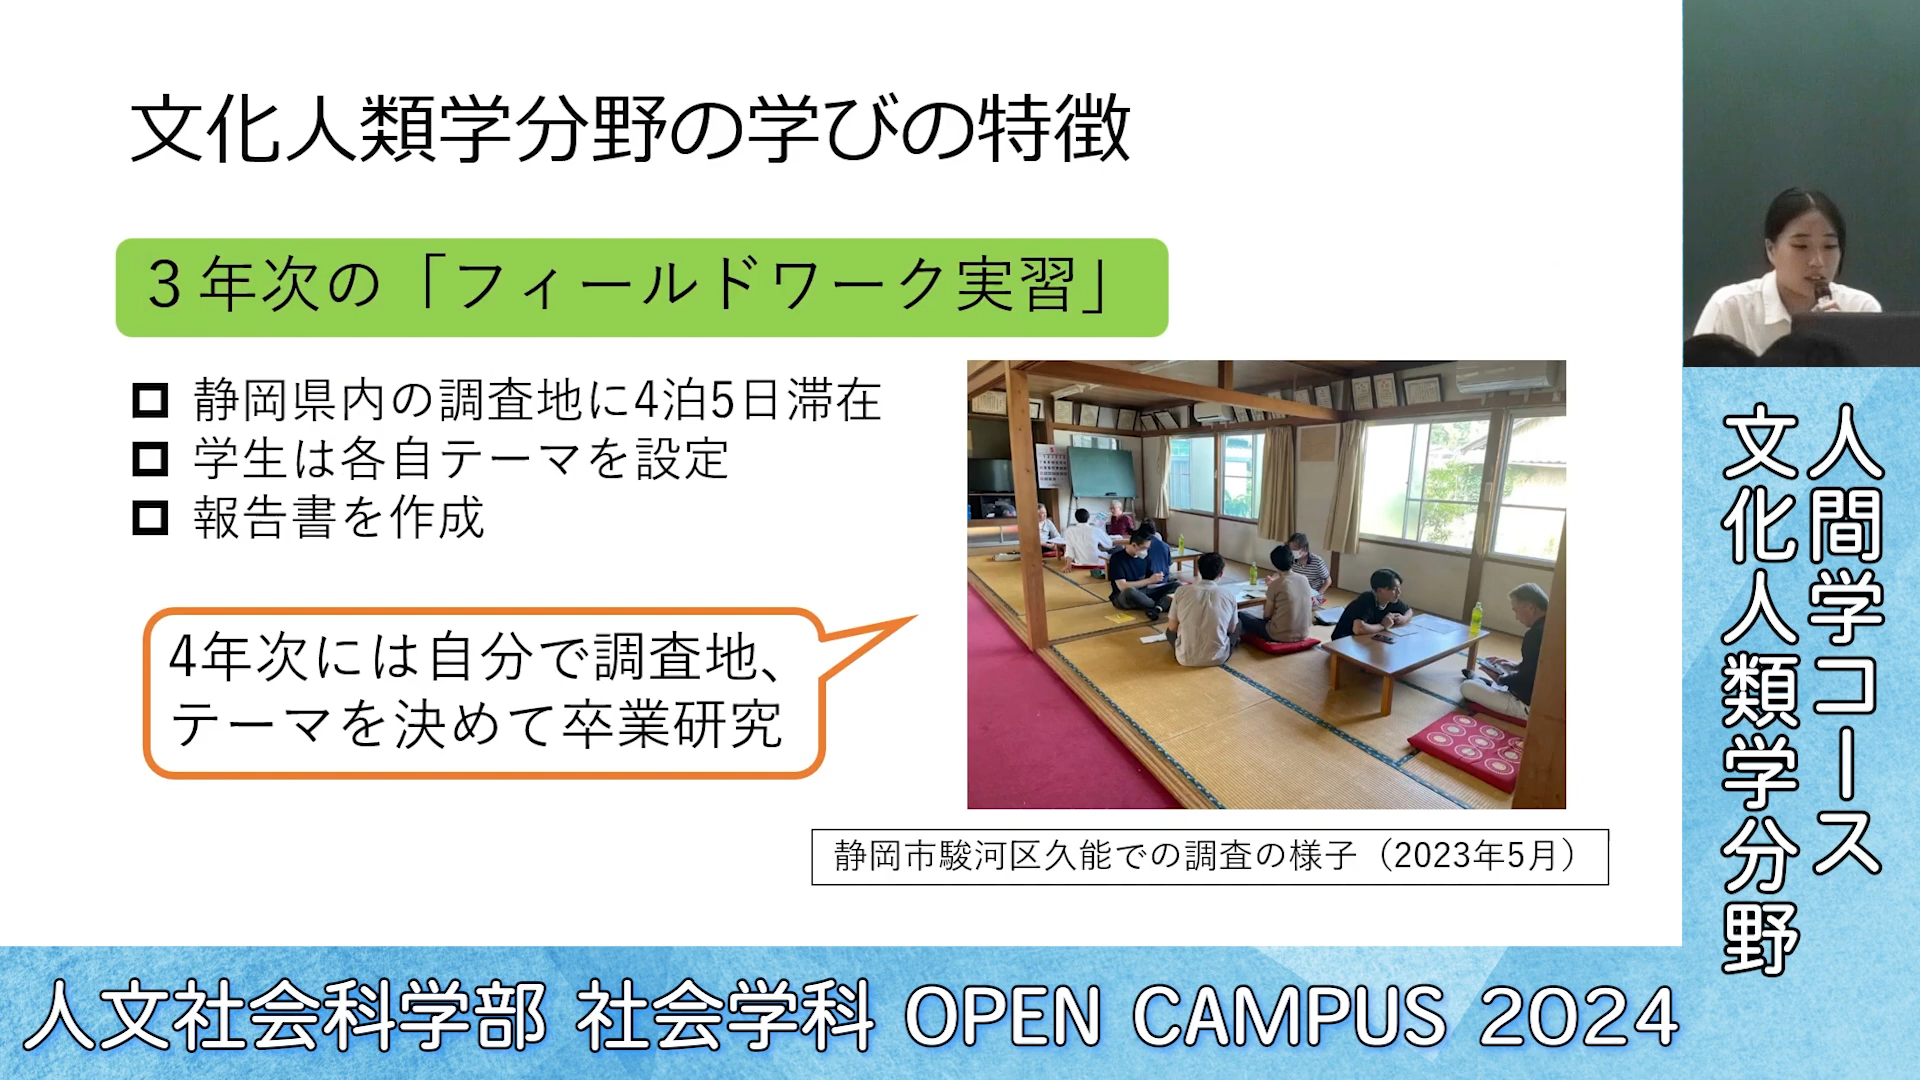 文化人類学分野の学びの特徴
３年次の「フィールドワーク実習」
静岡県内の調査地に4泊5日滞在
学生は各自テーマを設定
報告書を作成
4年次には自分で調査地、
テーマを決めて卒業研究
静岡市駿河区久能での調査の様子（2023年5月）
人間学コース
文化人類学分野
人文社会科学部 社会学科 OPEN CAMPUS 2024